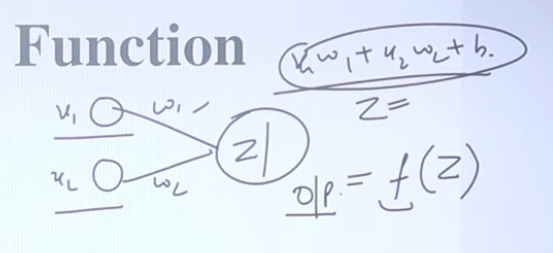 Function
x₁w₁ + x₂w₂ + b.
z =
x₁ w₁
z
x₂ w₂
o/p. = f(z)